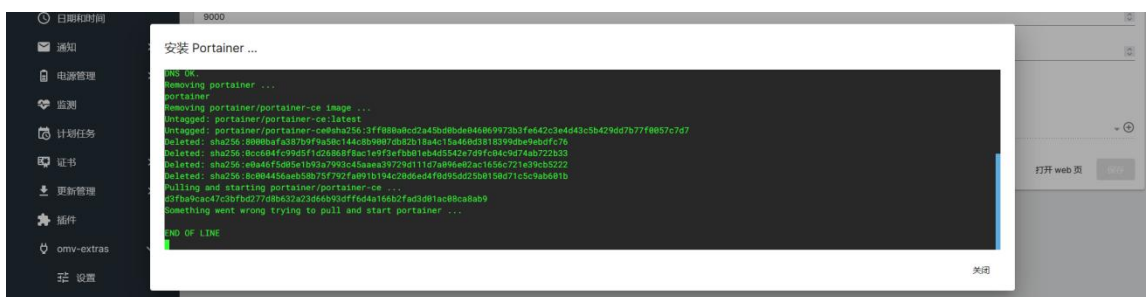 日期和时间
9000
通知
电源管理
监测
计划任务
证书
更新管理
插件
omv-extras
设置
安装 Portainer ...
DNS OK.
Removing portainer ...
portainer
Removing portainer/portainer-ce image ...
Untagged: portainer/portainer-ce:latest
Untagged: portainer/portainer-ce@sha256:3ff080a0cd2a45bd0bde046069973b3fe642c3e4d43c5b429dd7b77f0057c7d7
Deleted: sha256:8000bafa387b9f9a50c144c8b9007db82b18a4c15a460d3818399dbe9ebdfc76
Deleted: sha256:0cc604fc99d5f1d26868f8ac1e9f3efbb01eb4d5542e7d9fc04c9d74ab722b33
Deleted: sha256:e0a46f5d05e1b93a7993c45aaea39729d111d7a096e02ac1656c721e39cb5222
Deleted: sha256:8c004456aeb58b75f792fa091b194c20d6ed4f0d95dd25b0150d71c5c9ab601b
Pulling and starting portainer/portainer-ce ...
d3fba9cac47c3bfbd277d8b632a23d66b93dff6d4a166b2fad3d01ac08ca8ab9
Something went wrong trying to pull and start portainer ...
END OF LINE
关闭
打开 web 页
保存